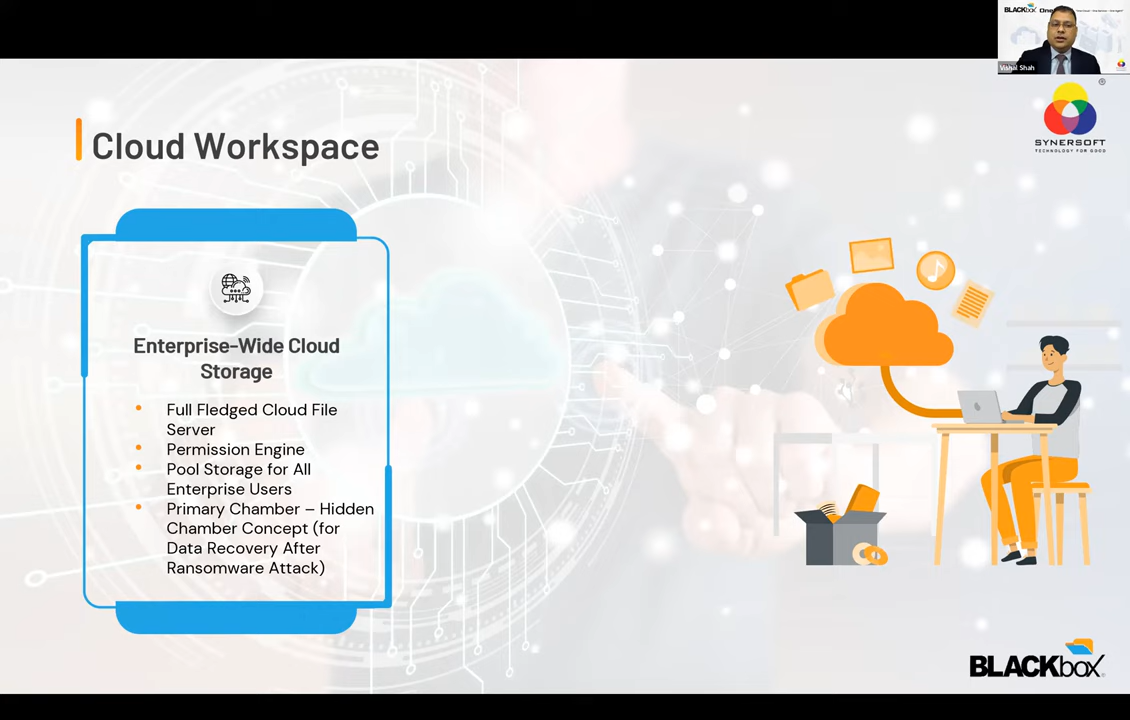 BLACKbox
Vishal Shah
SYNERSOFT
TECHNOLOGY FOR GOOD
Cloud Workspace
Enterprise-Wide Cloud
Storage
• Full Fledged Cloud File
Server
• Permission Engine
• Pool Storage for All
Enterprise Users
• Primary Chamber – Hidden
Chamber Concept (for
Data Recovery After
Ransomware Attack)
BLACKbox